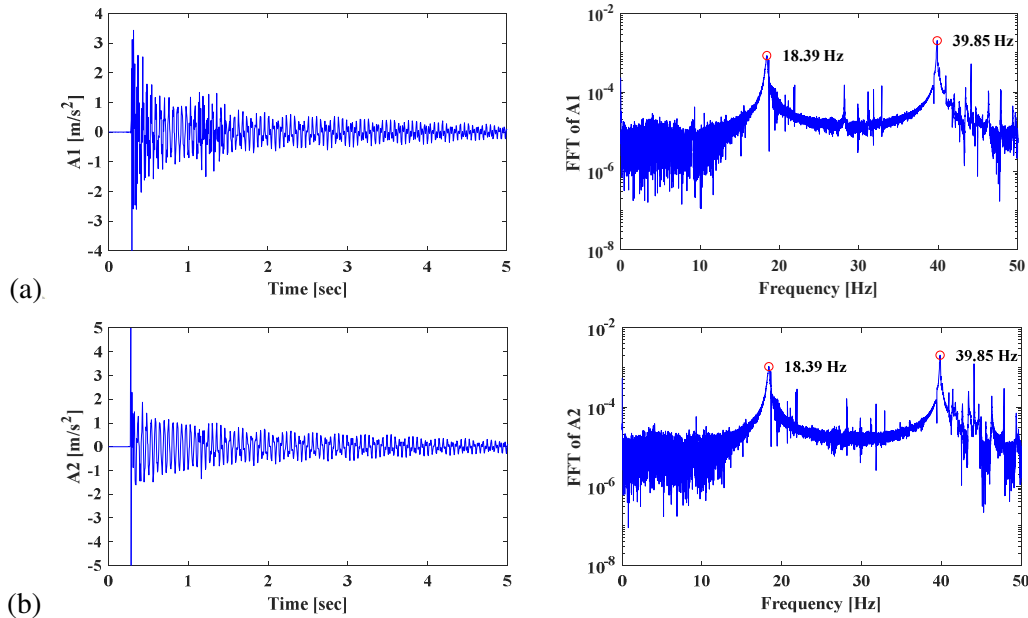 4
3
2
1
0
-1
-2
-3
-4
A1 [m/s²]
0 1 2 3 4 5
Time [sec]
(a)
10⁻²
10⁻⁴
10⁻⁶
10⁻⁸
FFT of A1
18.39 Hz
39.85 Hz
0 10 20 30 40 50
Frequency [Hz]
5
4
3
2
1
0
-1
-2
-3
-4
-5
A2 [m/s²]
0 1 2 3 4 5
Time [sec]
(b)
10⁻²
10⁻⁴
10⁻⁶
10⁻⁸
FFT of A2
18.39 Hz
39.85 Hz
0 10 20 30 40 50
Frequency [Hz]